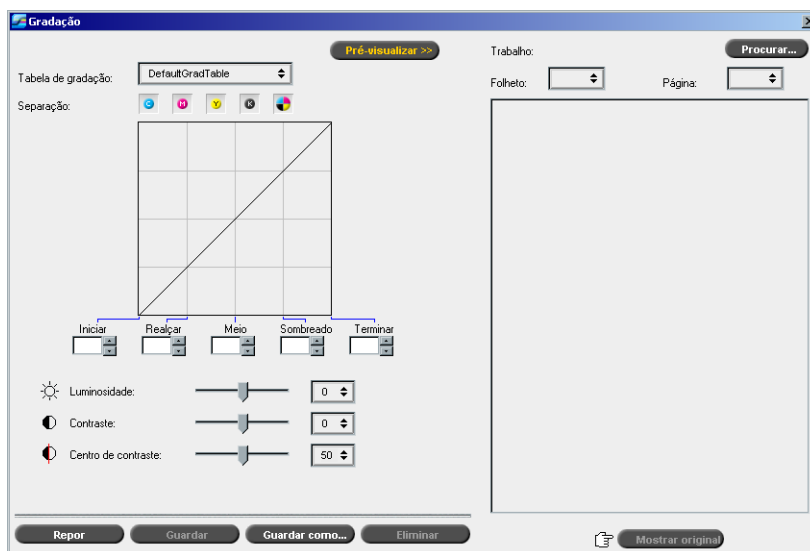 Gradação
Pré-visualizar >>
Tabela de gradação:
DefaultGradTable
Separação:
C M Y K
Iniciar Realçar Meio Sombreado Terminar
Luminosidade: 0
Contraste: 0
Centro de contraste: 50
Repor Guardar Guardar como... Eliminar
Trabalho: Procurar...
Folheto: Página:
Mostrar original